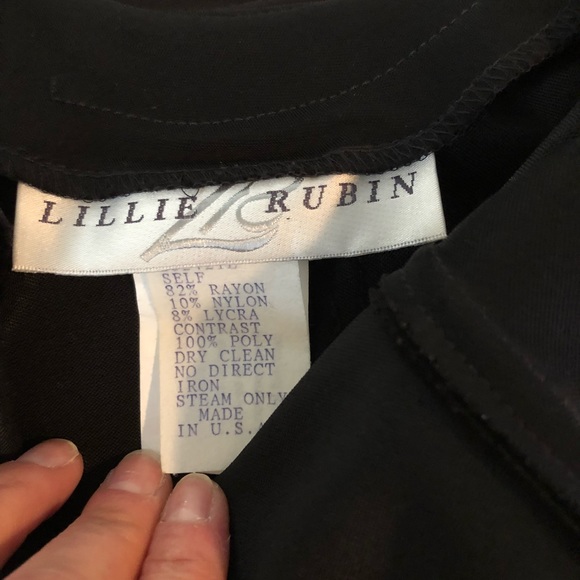 LILLIE RUBIN
SELF
82% RAYON
10% NYLON
8% LYCRA
CONTRAST
100% POLY
DRY CLEAN
NO DIRECT
IRON
STEAM ONLY
MADE
IN U.S.A